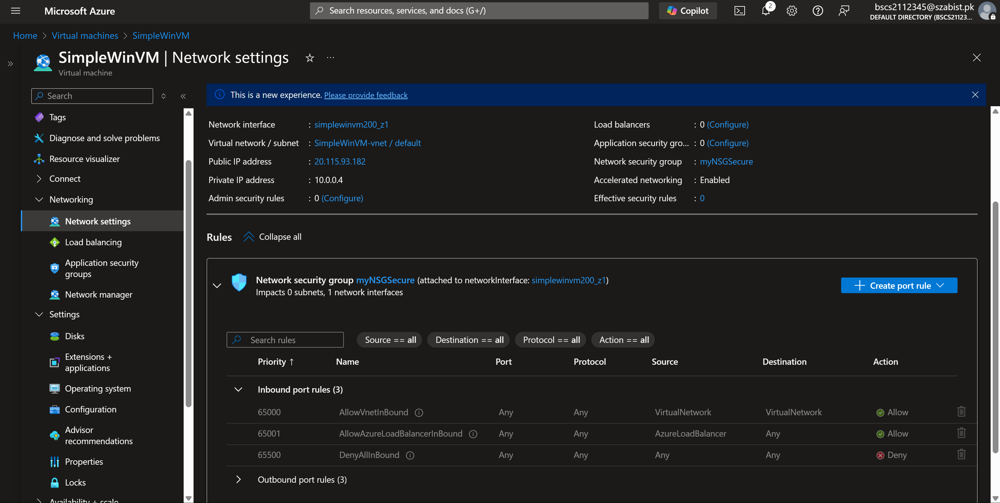 Microsoft Azure
Search resources, services, and docs (G+/)
Copilot
2
bscs2112345@szabist.pk
DEFAULT DIRECTORY (BSCS21123...
Home > Virtual machines > SimpleWinVM
SimpleWinVM | Network settings
Virtual machine
Search
Tags
Diagnose and solve problems
Resource visualizer
Connect
Networking
Network settings
Load balancing
Application security
groups
Network manager
Settings
Disks
Extensions +
applications
Operating system
Configuration
Advisor
recommendations
Properties
Locks
Availability + scale
This is a new experience. Please provide feedback
Network interface : simplewinvm200_z1
Virtual network / subnet : SimpleWinVM-vnet / default
Public IP address : 20.115.93.182
Private IP address : 10.0.0.4
Admin security rules : 0 (Configure)
Load balancers : 0 (Configure)
Application security gro... : 0 (Configure)
Network security group : myNSGSecure
Accelerated networking : Enabled
Effective security rules : 0
Rules Collapse all
Network security group myNSGSecure (attached to networkInterface: simplewinvm200_z1)
Impacts 0 subnets, 1 network interfaces
Create port rule
Search rules
Source == all Destination == all Protocol == all Action == all
Priority ↑ Name Port Protocol Source Destination Action
Inbound port rules (3)
65000 AllowVnetInBound Any Any VirtualNetwork VirtualNetwork Allow
65001 AllowAzureLoadBalancerInBound Any Any AzureLoadBalancer Any Allow
65500 DenyAllInBound Any Any Any Any Deny
Outbound port rules (3)